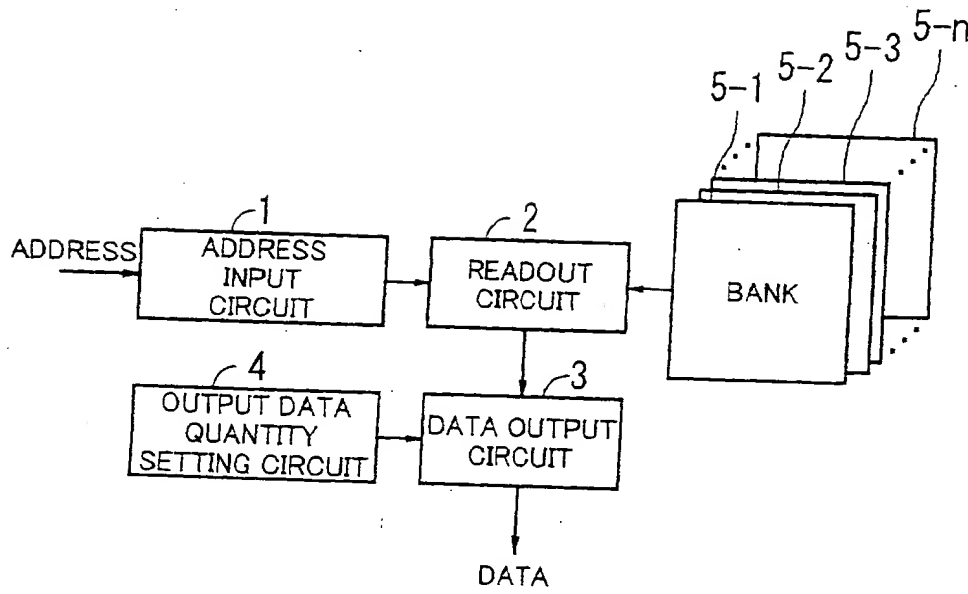 5-n
5-3
5-2
5-1
1
2
ADDRESS
ADDRESS
INPUT
CIRCUIT
READOUT
CIRCUIT
BANK
4
3
OUTPUT DATA
QUANTITY
SETTING CIRCUIT
DATA OUTPUT
CIRCUIT
DATA